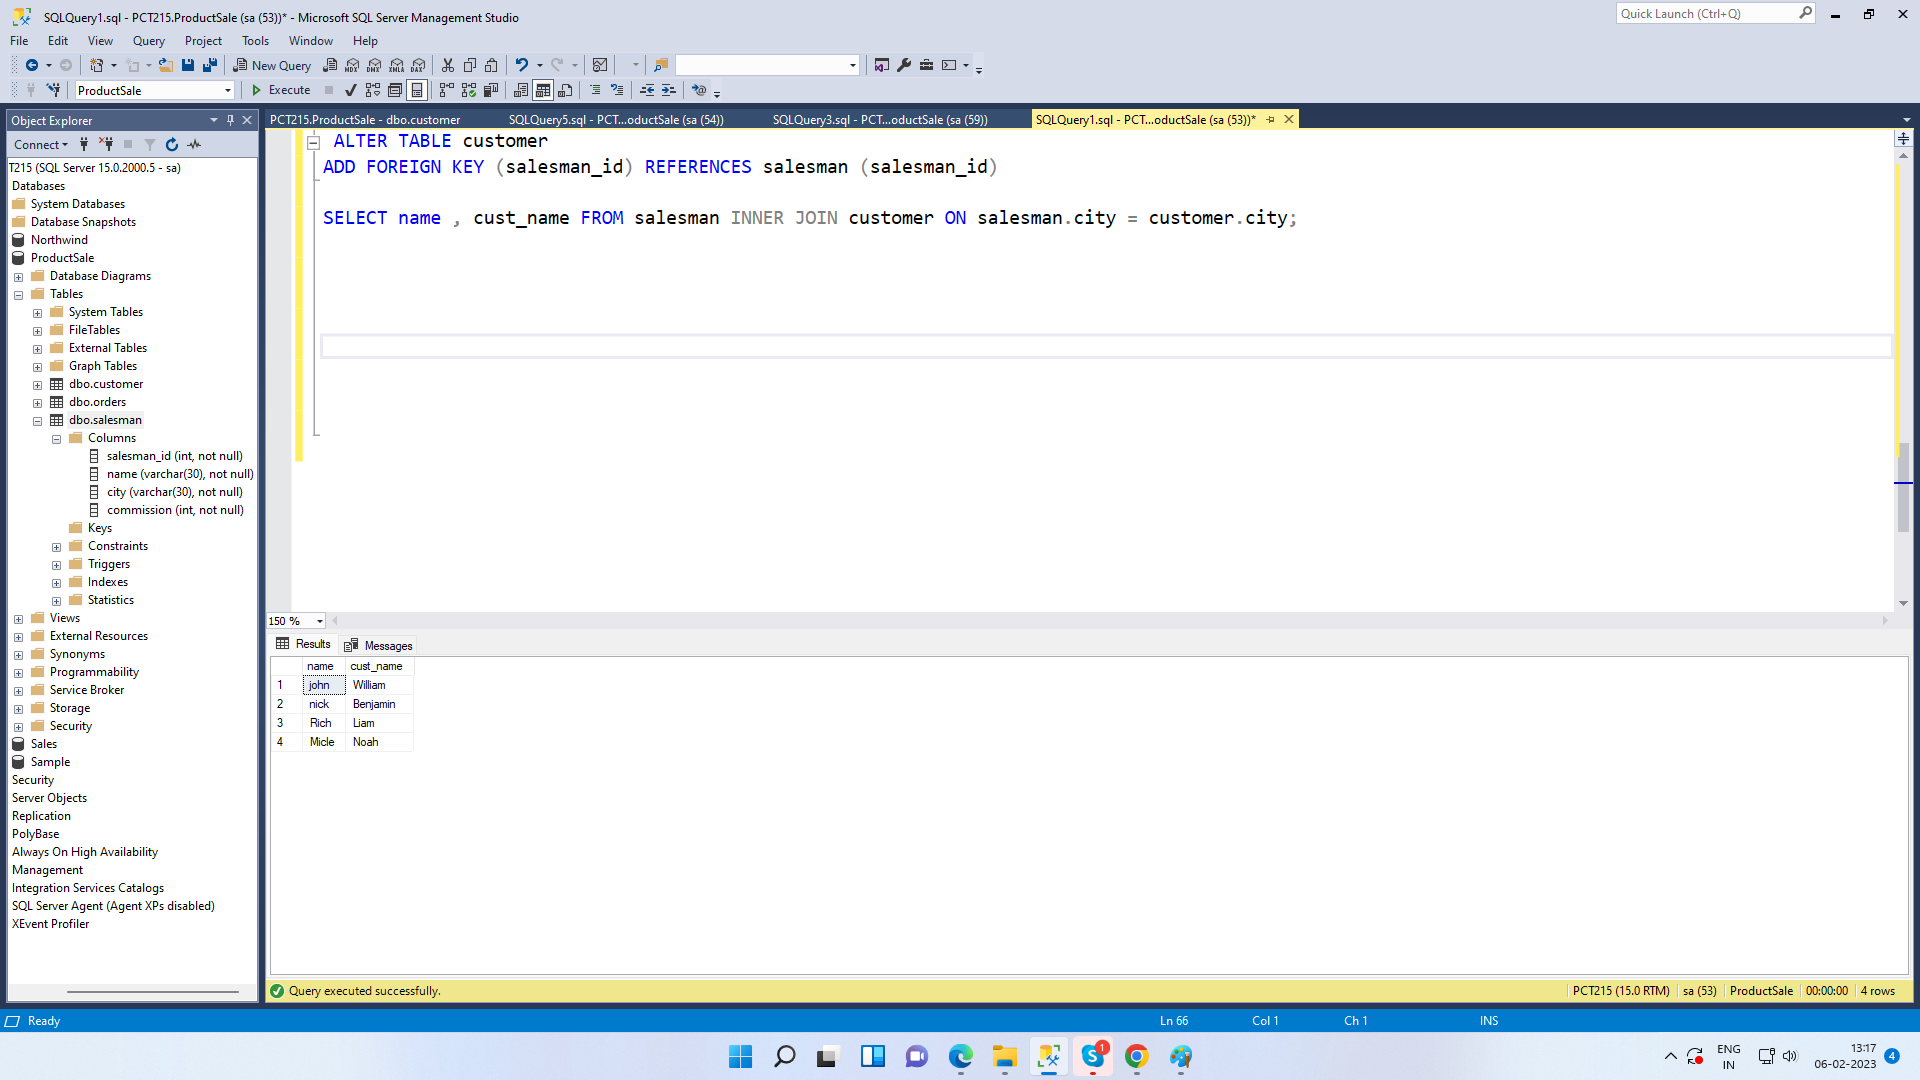 SQLQuery1.sql - PCT215.ProductSale (sa (53))* - Microsoft SQL Server Management Studio
Quick Launch (Ctrl+Q)
File Edit View Query Project Tools Window Help
New Query
MDX DMX XMLA DAX
ProductSale
Execute
Object Explorer
PCT215.ProductSale - dbo.customer
SQLQuery5.sql - PCT...oductSale (sa (54))
SQLQuery3.sql - PCT...oductSale (sa (59))
SQLQuery1.sql - PCT...oductSale (sa (53))*
Connect
T215 (SQL Server 15.0.2000.5 - sa)
Databases
System Databases
Database Snapshots
Northwind
ProductSale
Database Diagrams
Tables
System Tables
FileTables
External Tables
Graph Tables
dbo.customer
dbo.orders
dbo.salesman
Columns
salesman_id (int, not null)
name (varchar(30), not null)
city (varchar(30), not null)
commission (int, not null)
Keys
Constraints
Triggers
Indexes
Statistics
Views
External Resources
Synonyms
Programmability
Service Broker
Storage
Security
Sales
Sample
Security
Server Objects
Replication
PolyBase
Always On High Availability
Management
Integration Services Catalogs
SQL Server Agent (Agent XPs disabled)
XEvent Profiler
ALTER TABLE customer
ADD FOREIGN KEY (salesman_id) REFERENCES salesman (salesman_id)
SELECT name , cust_name FROM salesman INNER JOIN customer ON salesman.city = customer.city;
150 %
Results Messages
name cust_name
1 john William
2 nick Benjamin
3 Rich Liam
4 Micle Noah
Query executed successfully.
PCT215 (15.0 RTM) sa (53) ProductSale 00:00:00 4 rows
Ready
Ln 66 Col 1 Ch 1 INS
S 1
ENG
IN
13:17
06-02-2023
4